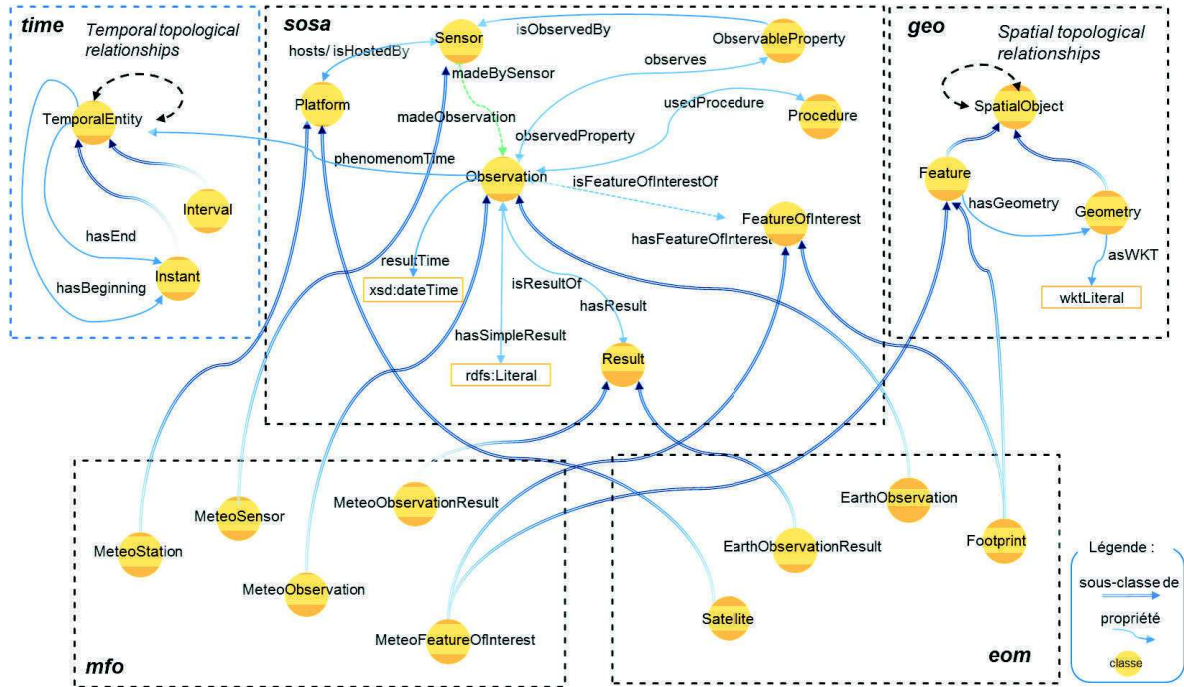 time
Temporal topological
relationships
TemporalEntity
Interval
hasEnd
Instant
hasBeginning
sosa
hosts/ isHostedBy
Sensor
isObservedBy
ObservableProperty
madeBySensor
observes
Platform
madeObservation
usedProcedure
Procedure
observedProperty
phenomenomTime
Observation
isFeatureOfInterestOf
FeatureOfInterest
hasFeatureOfInterest
resultTime
xsd:dateTime
isResultOf
hasResult
hasSimpleResult
rdfs:Literal
Result
geo
Spatial topological
relationships
SpatialObject
Feature
hasGeometry
Geometry
asWKT
wktLiteral
MeteoObservationResult
MeteoSensor
MeteoStation
MeteoObservation
MeteoFeatureOfInterest
mfo
EarthObservation
EarthObservationResult
Footprint
Satellite
eom
Légende :
sous-classe de
propriété
classe